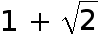 1 + √2